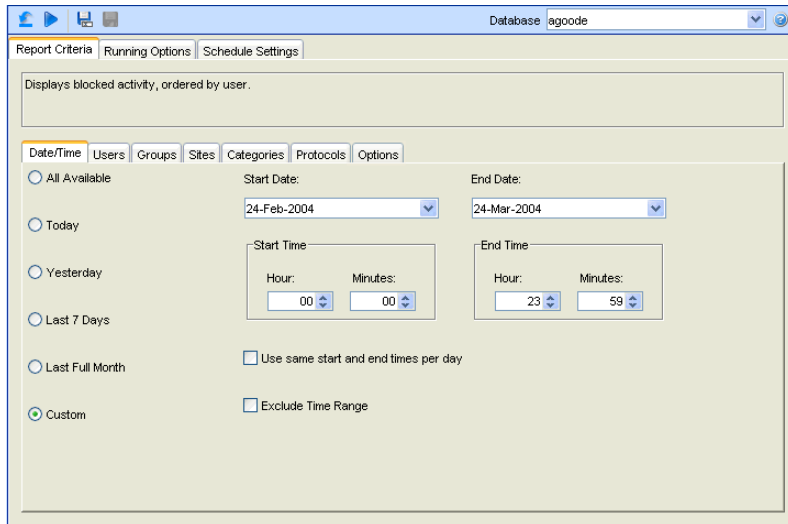 Database agoode
Report Criteria Running Options Schedule Settings
Displays blocked activity, ordered by user.
Date/Time Users Groups Sites Categories Protocols Options
All Available Start Date: End Date:
24-Feb-2004 24-Mar-2004
Today
Start Time End Time
Yesterday Hour: Minutes: Hour: Minutes:
00 00 23 59
Last 7 Days
Use same start and end times per day
Last Full Month
Exclude Time Range
Custom